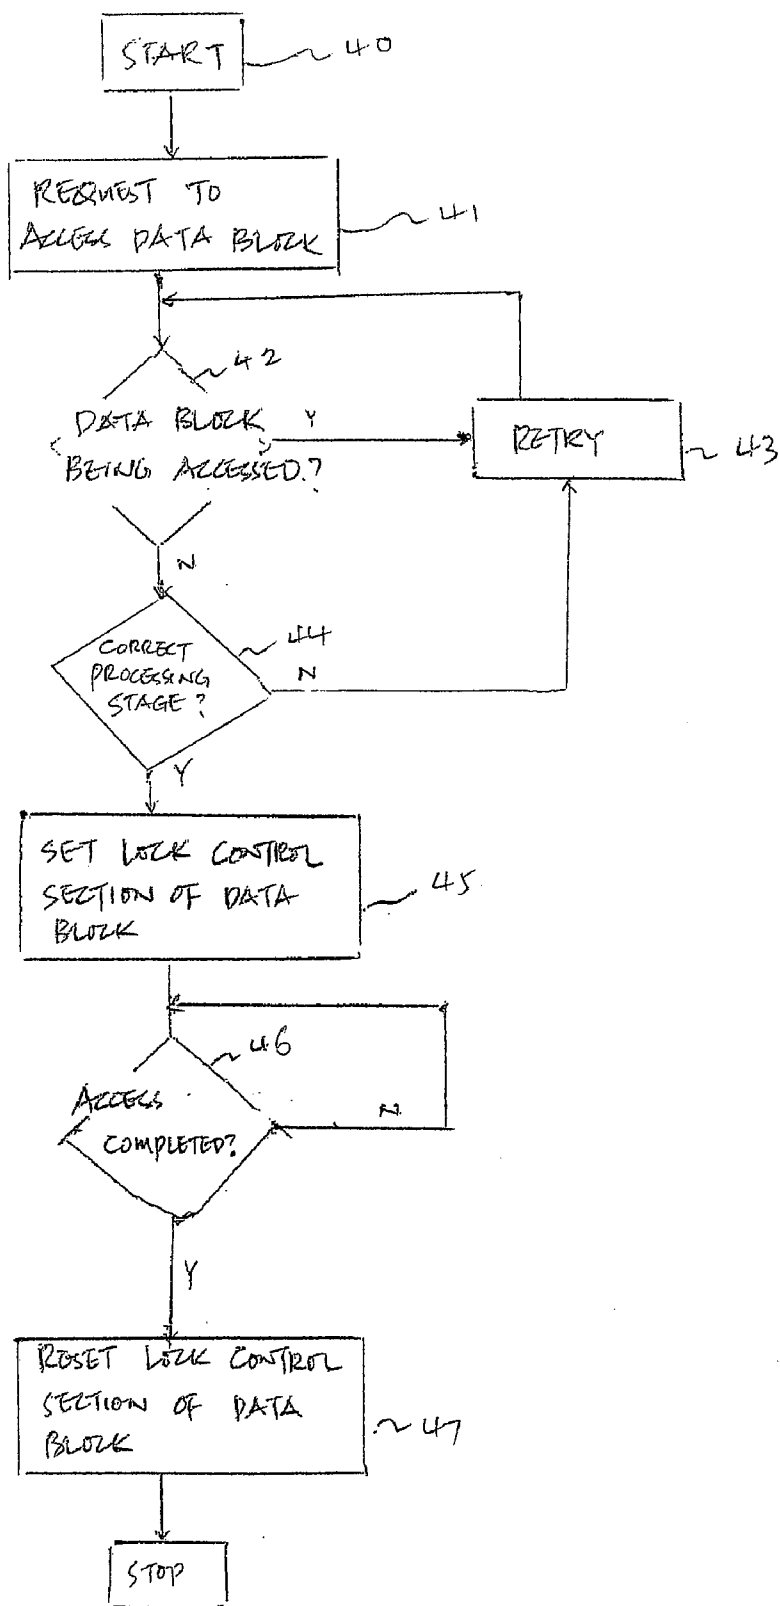 START
40
REQUEST TO
ACCESS DATA BLOCK
41
42
DATA BLOCK
Y
BEING ACCESSED?
RETRY
43
N
CORRECT
PROCESSING
STAGE?
44
N
Y
SET LOCK CONTROL
SECTION OF DATA
BLOCK
45
46
ACCESS
COMPLETED?
N
Y
RESET LOCK CONTROL
SECTION OF DATA
BLOCK
47
STOP